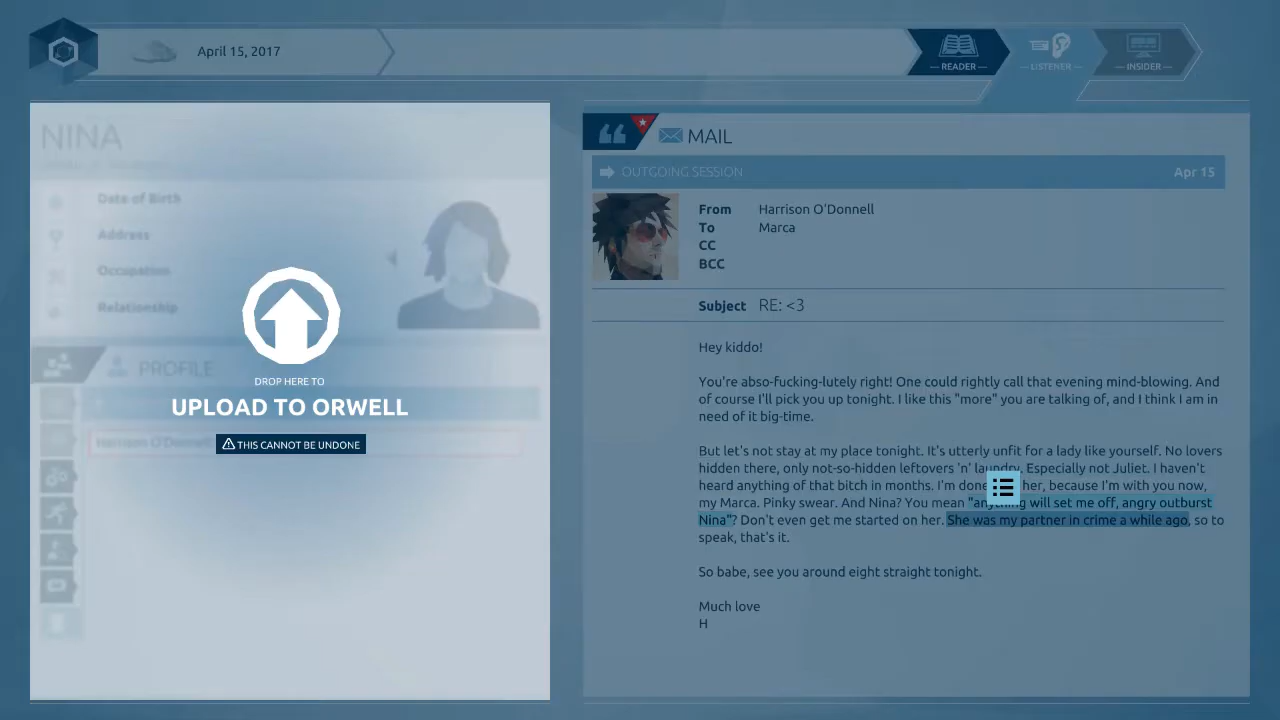 April 15, 2017
READER
LISTENER
INSIDER
NINA
Date of Birth
Address
Occupation
Relationship
PROFILE
Harrison O'Donnell
DROP HERE TO
UPLOAD TO ORWELL
THIS CANNOT BE UNDONE
MAIL
OUTGOING SESSION Apr 15
From Harrison O'Donnell
To Marca
CC
BCC
Subject RE: <3
Hey kiddo!
You're abso-fucking-lutely right! One could rightly call that evening mind-blowing. And
of course I'll pick you up tonight. I like this "more" you are talking of, and I think I am in
need of it big-time.
But let's not stay at my place tonight. It's utterly unfit for a lady like yourself. No lovers
hidden there, only not-so-hidden leftovers 'n' laundry. Especially not Juliet. I haven't
heard anything of that bitch in months. I'm done her, because I'm with you now,
my Marca. Pinky swear. And Nina? You mean "anything will set me off, angry outburst
Nina"? Don't even get me started on her. She was my partner in crime a while ago, so to
speak, that's it.
So babe, see you around eight straight tonight.
Much love
H